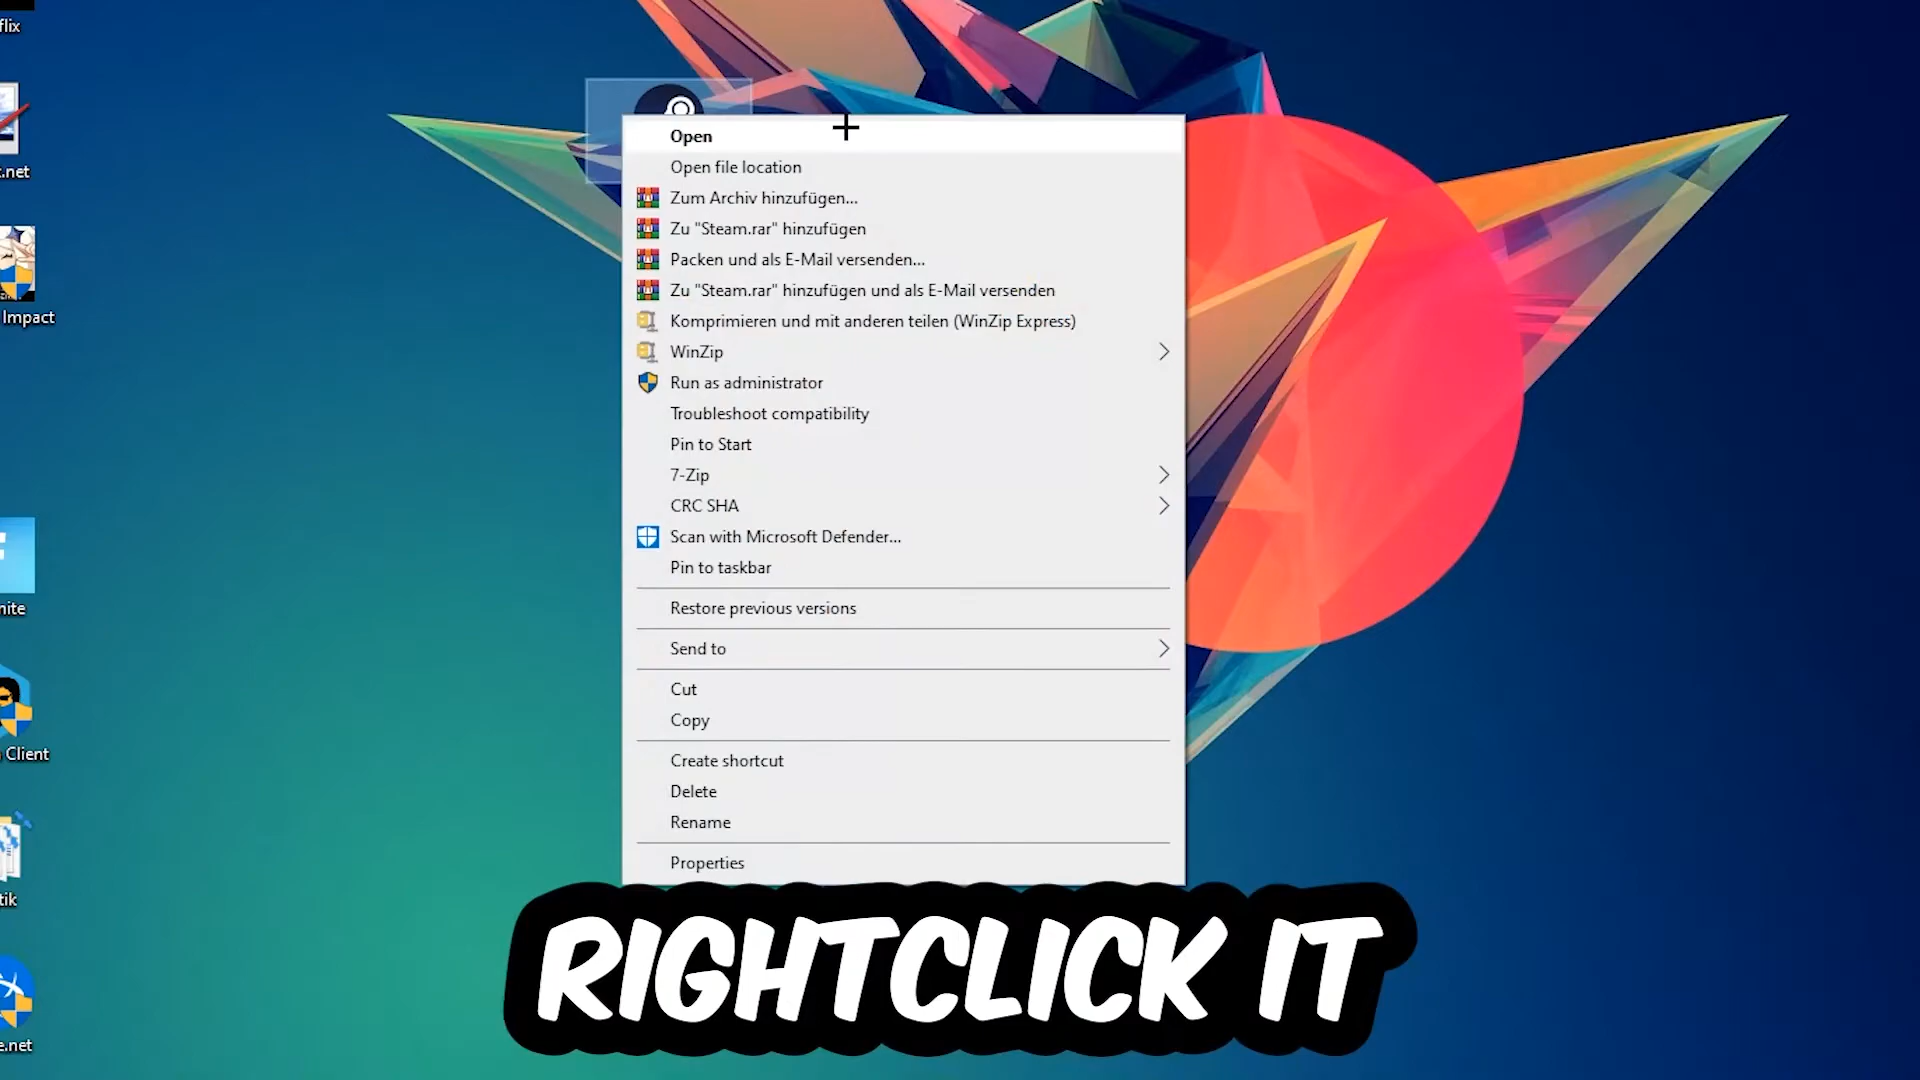 flix
.net
Impact
nite
Client
tik
e.net
Open
Open file location
Zum Archiv hinzufügen...
Zu "Steam.rar" hinzufügen
Packen und als E-Mail versenden...
Zu "Steam.rar" hinzufügen und als E-Mail versenden
Komprimieren und mit anderen teilen (WinZip Express)
WinZip
Run as administrator
Troubleshoot compatibility
Pin to Start
7-Zip
CRC SHA
Scan with Microsoft Defender...
Pin to taskbar
Restore previous versions
Send to
Cut
Copy
Create shortcut
Delete
Rename
Properties
RIGHTCLICK IT